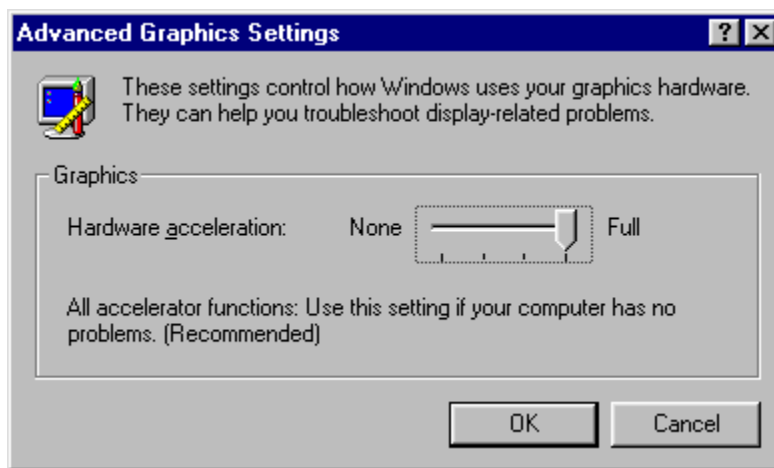 Advanced Graphics Settings
These settings control how Windows uses your graphics hardware.
They can help you troubleshoot display-related problems.
Graphics
Hardware acceleration: None Full
All accelerator functions: Use this setting if your computer has no
problems. (Recommended)
OK Cancel